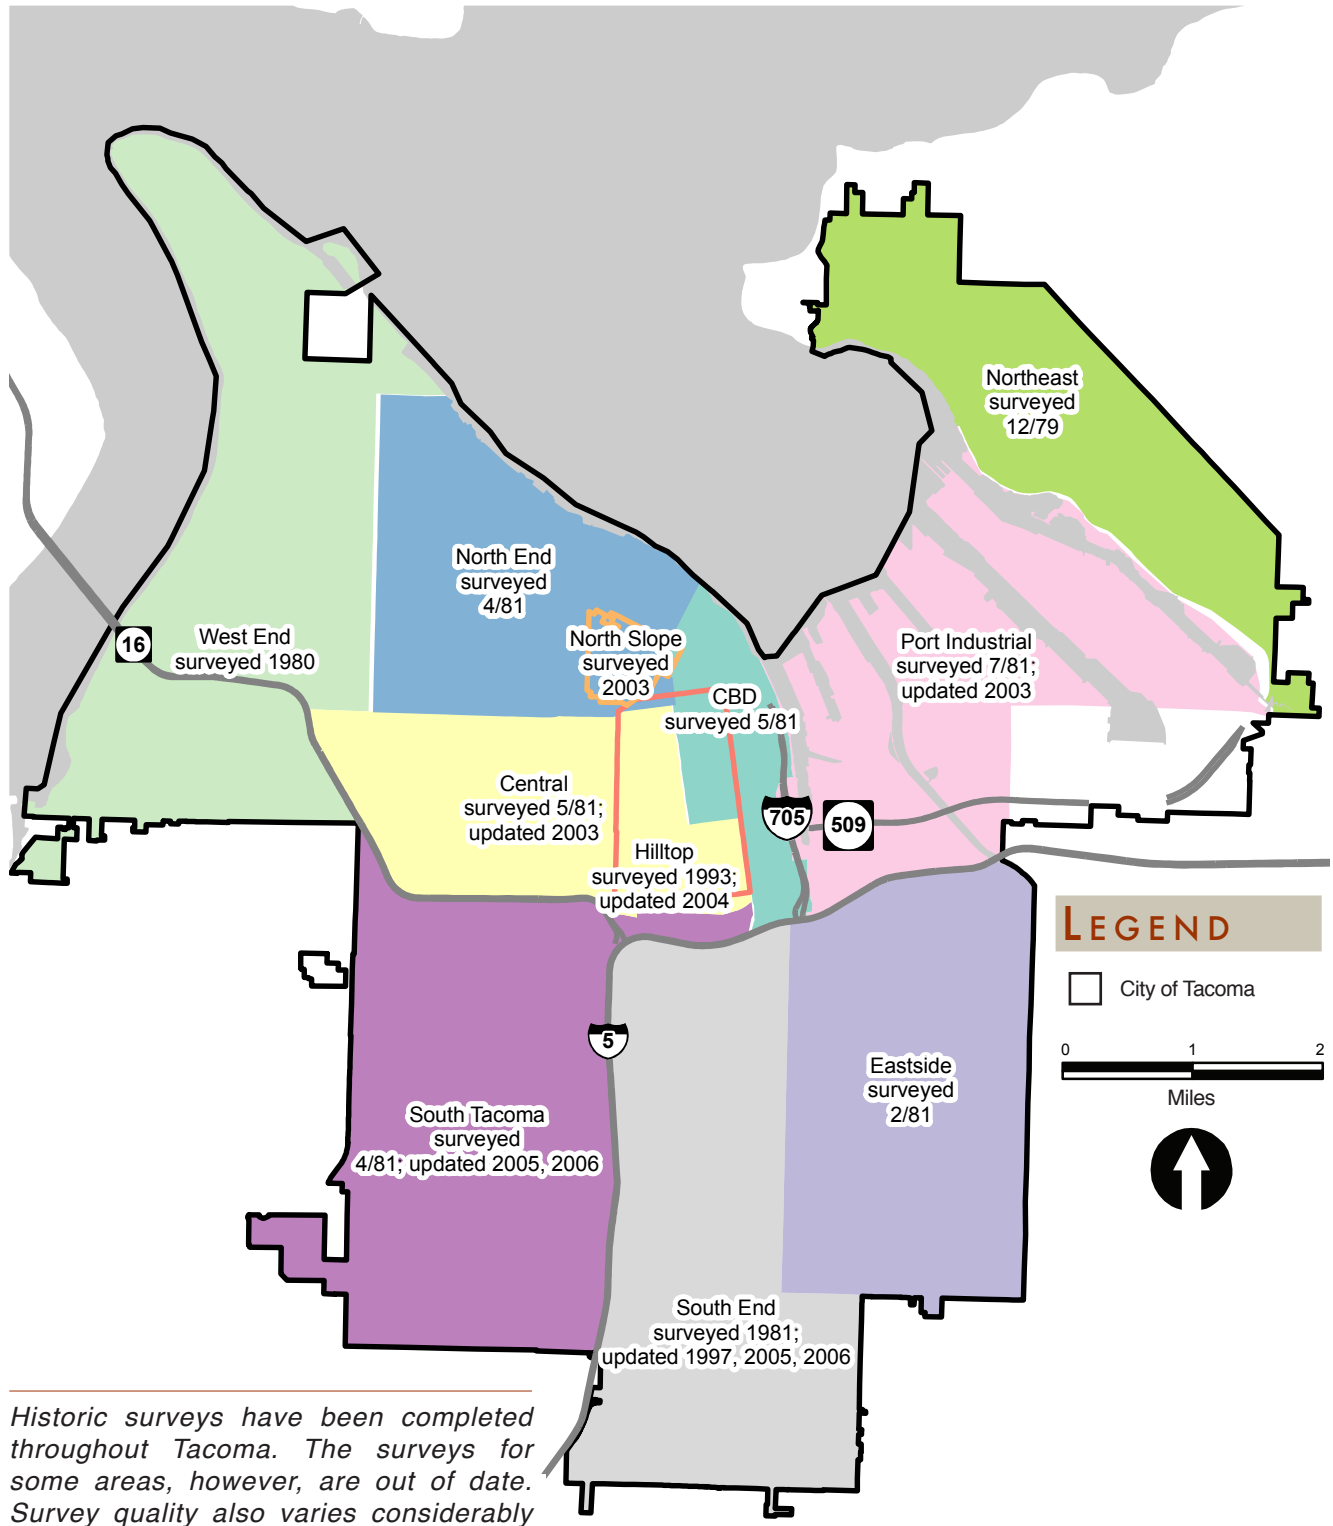 Northeast
surveyed
12/79
North End
surveyed
4/81
North Slope
surveyed
2003
West End
surveyed 1980
16
Port Industrial
surveyed 7/81;
updated 2003
CBD
surveyed 5/81
Central
surveyed 5/81;
updated 2003
705
509
Hilltop
surveyed 1993;
updated 2004
LEGEND
City of Tacoma
0 1 2
Miles
5
Eastside
surveyed
2/81
South Tacoma
surveyed
4/81; updated 2005, 2006
South End
surveyed 1981;
updated 1997, 2005, 2006
Historic surveys have been completed
throughout Tacoma. The surveys for
some areas, however, are out of date.
Survey quality also varies considerably